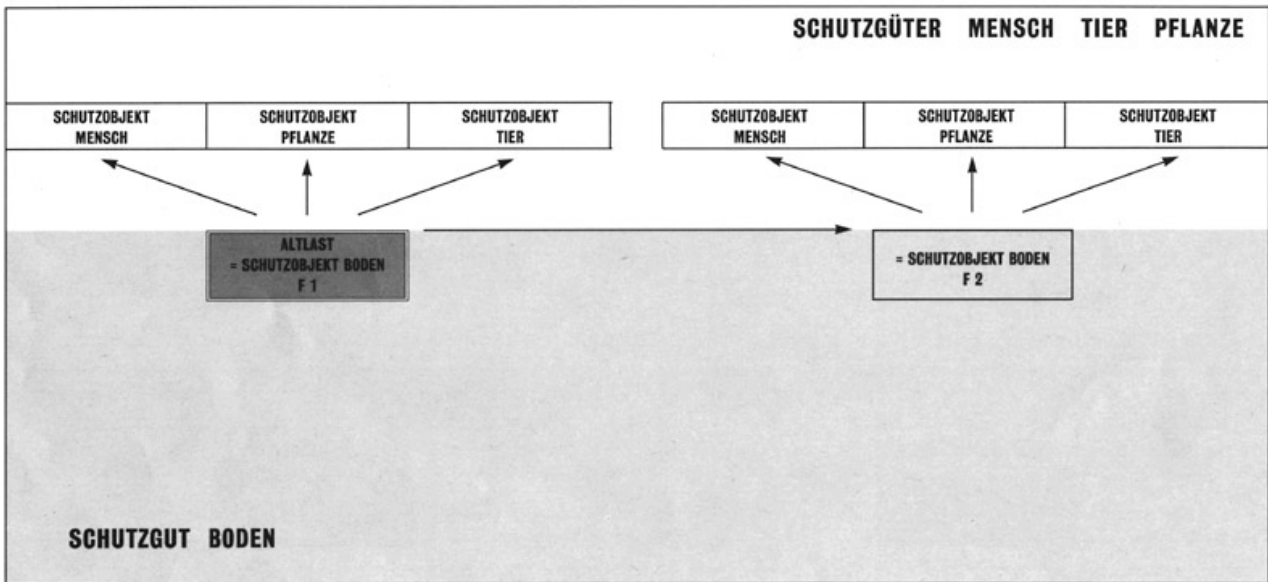 SCHUTZGÜTER MENSCH TIER PFLANZE
SCHUTZOBJEKT
MENSCH
SCHUTZOBJEKT
PFLANZE
SCHUTZOBJEKT
TIER
SCHUTZOBJEKT
MENSCH
SCHUTZOBJEKT
PFLANZE
SCHUTZOBJEKT
TIER
ALTLAST
= SCHUTZOBJEKT BODEN
F 1
= SCHUTZOBJEKT BODEN
F 2
SCHUTZGUT BODEN